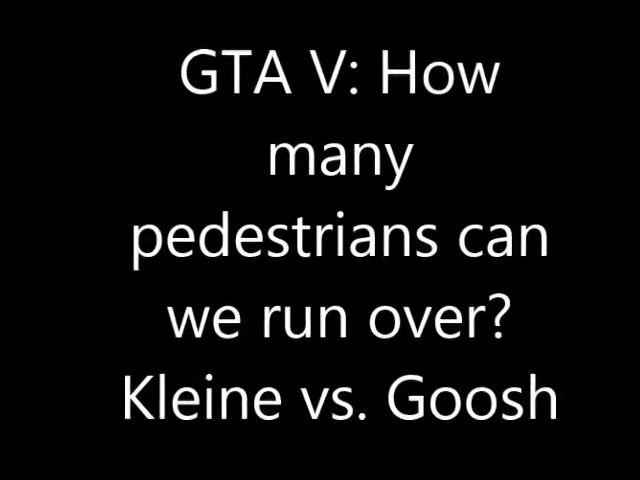 GTA V: How
many
pedestrians can
we run over?
Kleine vs. Goosh